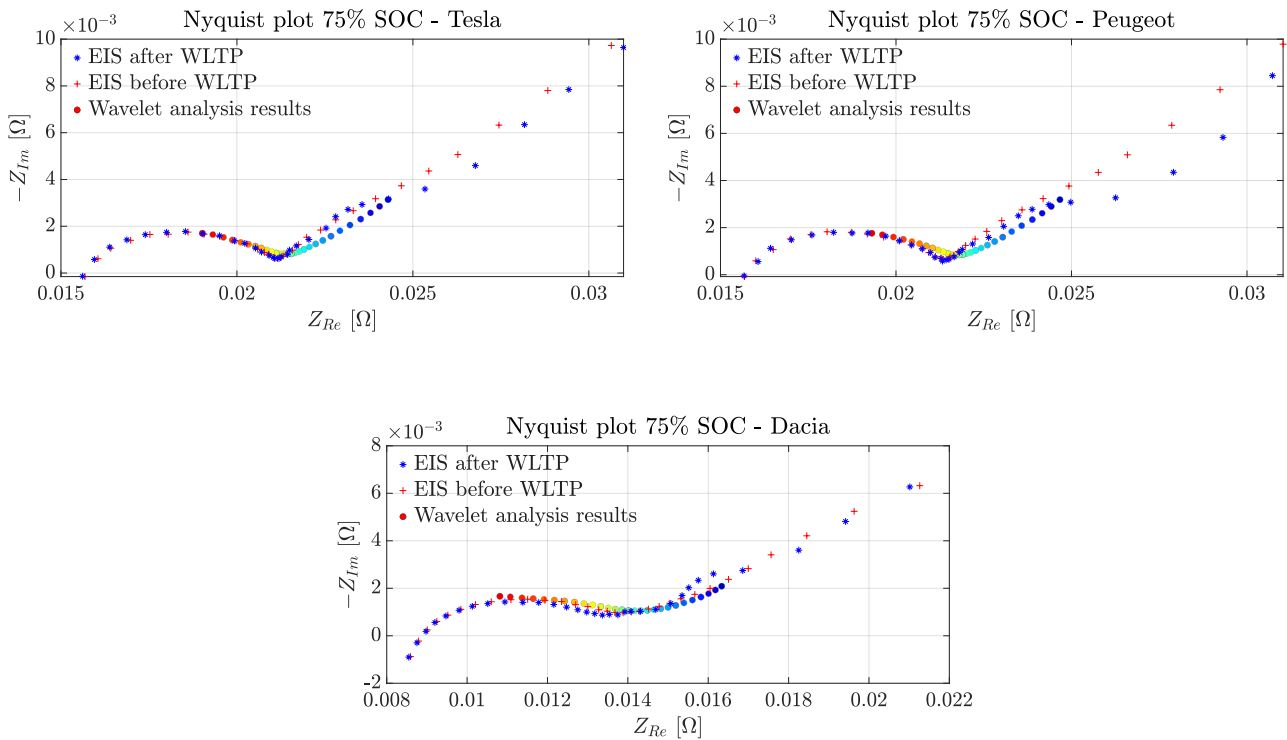 Nyquist plot 75% SOC - Tesla
×10⁻³
EIS after WLTP
EIS before WLTP
Wavelet analysis results
10
8
6
4
2
0
−Z_Im [Ω]
0.015 0.02 0.025 0.03
Z_Re [Ω]
Nyquist plot 75% SOC - Peugeot
×10⁻³
EIS after WLTP
EIS before WLTP
Wavelet analysis results
10
8
6
4
2
0
−Z_Im [Ω]
0.015 0.02 0.025 0.03
Z_Re [Ω]
Nyquist plot 75% SOC - Dacia
×10⁻³
EIS after WLTP
EIS before WLTP
Wavelet analysis results
8
6
4
2
0
-2
−Z_Im [Ω]
0.008 0.01 0.012 0.014 0.016 0.018 0.02 0.022
Z_Re [Ω]